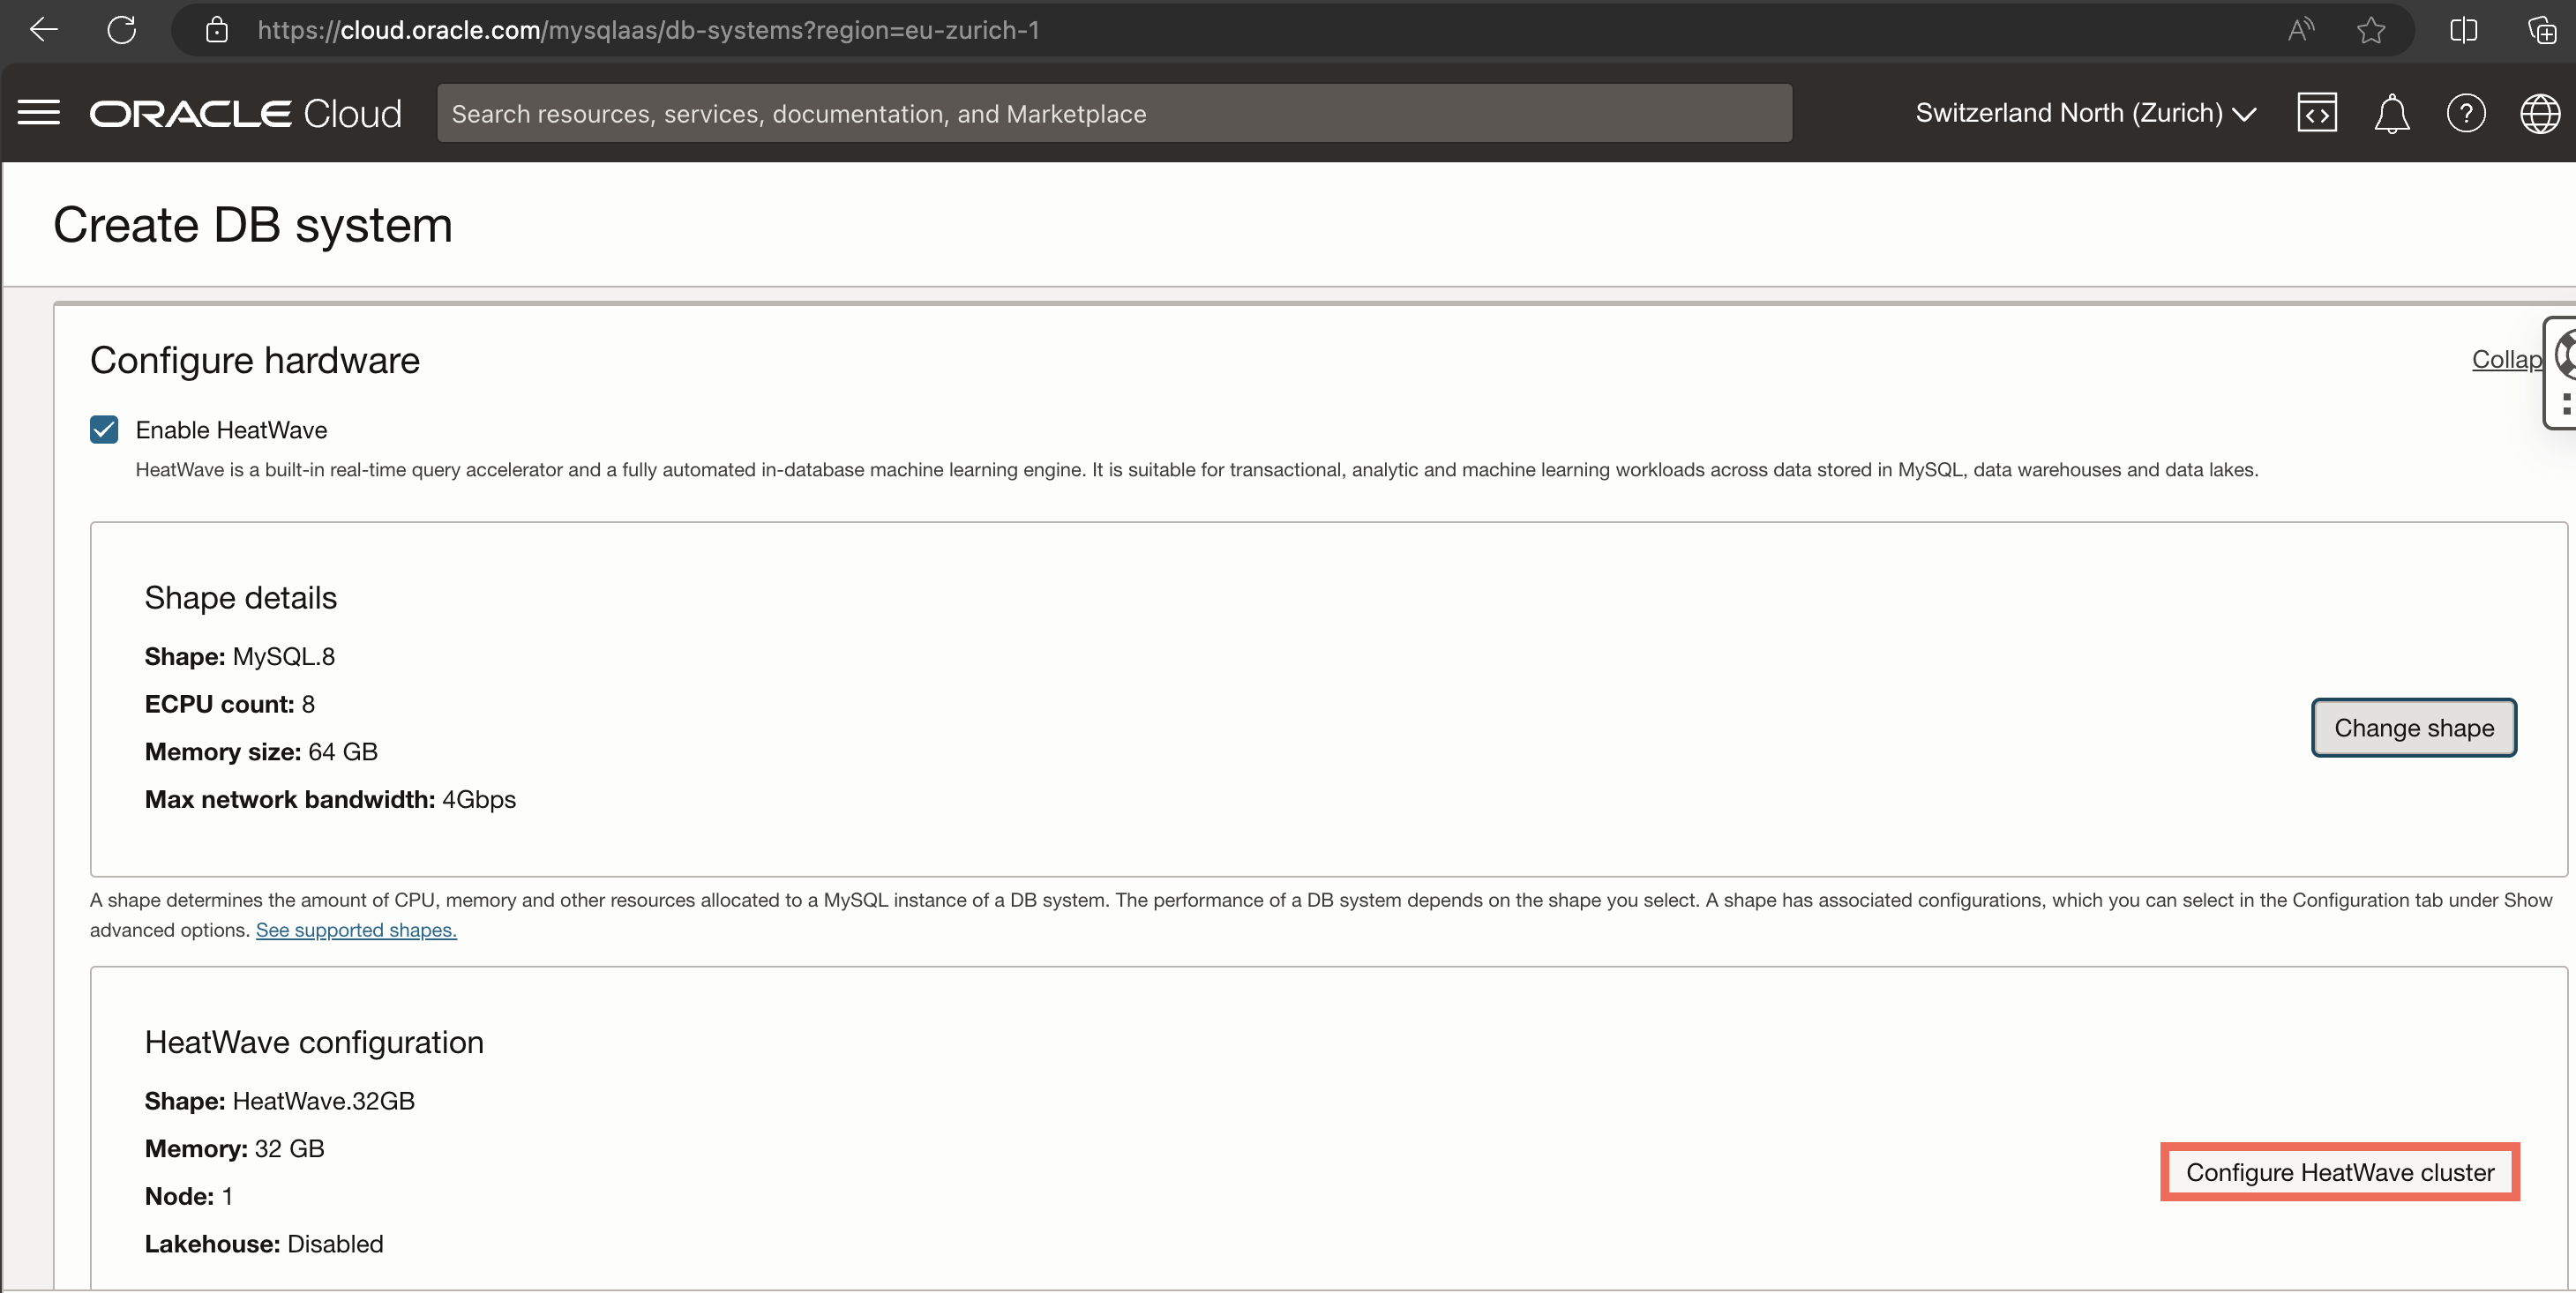 https://cloud.oracle.com/mysqlaas/db-systems?region=eu-zurich-1
ORACLE Cloud
Search resources, services, documentation, and Marketplace
Switzerland North (Zurich)
Create DB system
Configure hardware
Collap
Enable HeatWave
HeatWave is a built-in real-time query accelerator and a fully automated in-database machine learning engine. It is suitable for transactional, analytic and machine learning workloads across data stored in MySQL, data warehouses and data lakes.
Shape details
Shape: MySQL.8
ECPU count: 8
Memory size: 64 GB
Max network bandwidth: 4Gbps
Change shape
A shape determines the amount of CPU, memory and other resources allocated to a MySQL instance of a DB system. The performance of a DB system depends on the shape you select. A shape has associated configurations, which you can select in the Configuration tab under Show
advanced options. See supported shapes.
HeatWave configuration
Shape: HeatWave.32GB
Memory: 32 GB
Node: 1
Lakehouse: Disabled
Configure HeatWave cluster